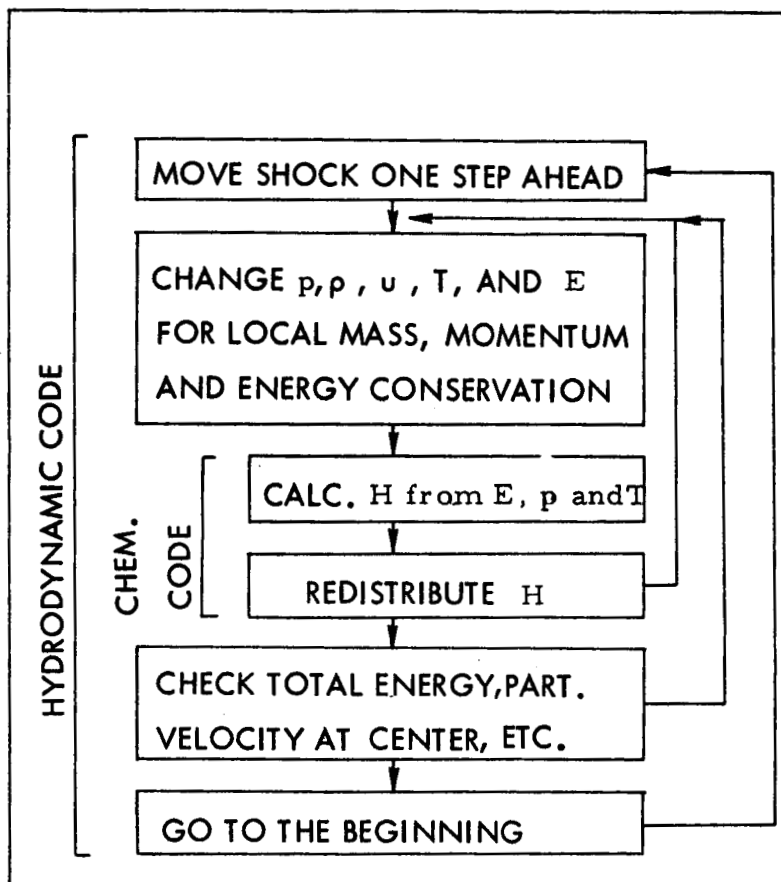 HYDRODYNAMIC CODE
MOVE SHOCK ONE STEP AHEAD
CHANGE p, ρ, u, T, AND E
FOR LOCAL MASS, MOMENTUM
AND ENERGY CONSERVATION
CHEM.
CODE
CALC. H from E, p and T
REDISTRIBUTE H
CHECK TOTAL ENERGY, PART.
VELOCITY AT CENTER, ETC.
GO TO THE BEGINNING